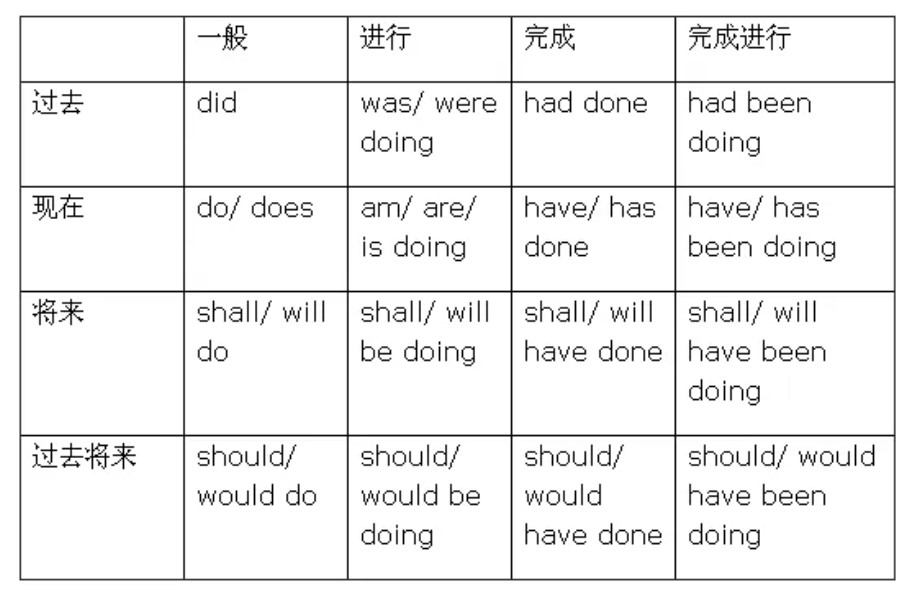 一般 进行 完成 完成进行
过去 did was/ were doing had done had been doing
现在 do/ does am/ are/ is doing have/ has done have/ has been doing
将来 shall/ will do shall/ will be doing shall/ will have done shall/ will have been doing
过去将来 should/ would do should/ would be doing should/ would have done should/ would have been doing